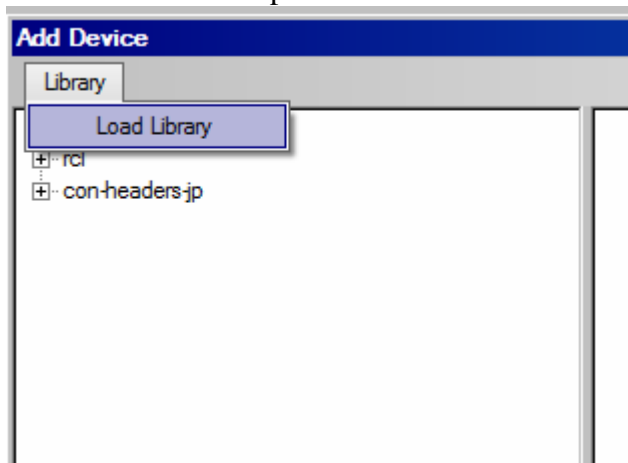 Add Device
Library
Load Library
rcl
con-headers-jp